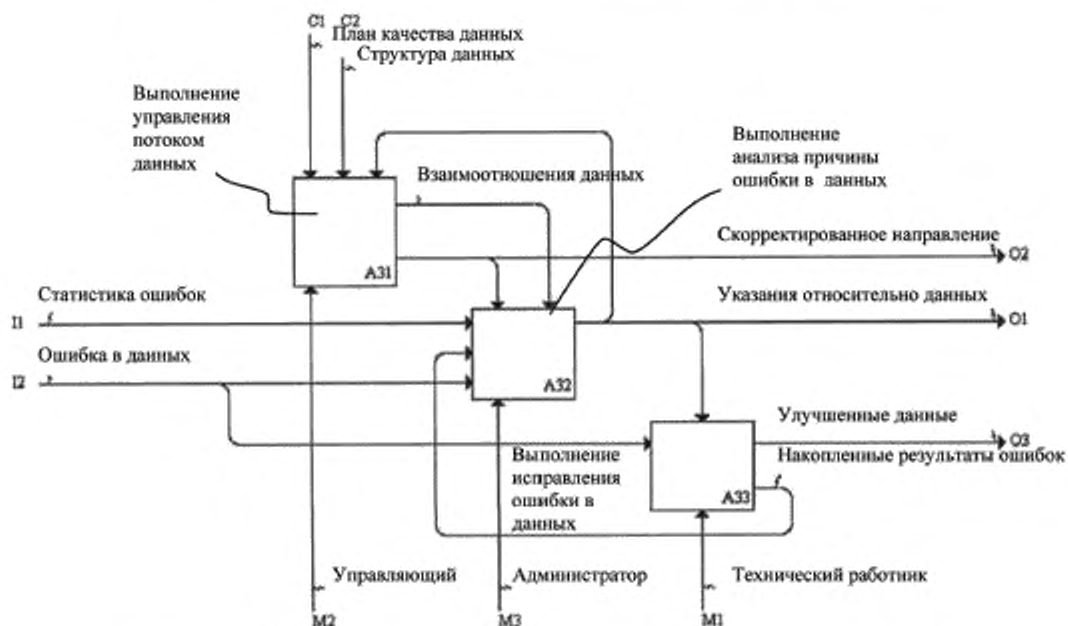 C1 C2
План качества данных
Структура данных
Выполнение
управления
потоком
данных
Выполнение
анализа причины
ошибки в данных
Взаимоотношения данных
Скорректированное направление
O2
A31
Статистика ошибок
Указания относительно данных
I1
O1
Ошибка в данных
I2
A32
Улучшенные данные
O3
Выполнение
исправления
ошибки в
данных
Накопленные результаты ошибок
A33
Управляющий
Администратор
Технический работник
M2
M3
M1